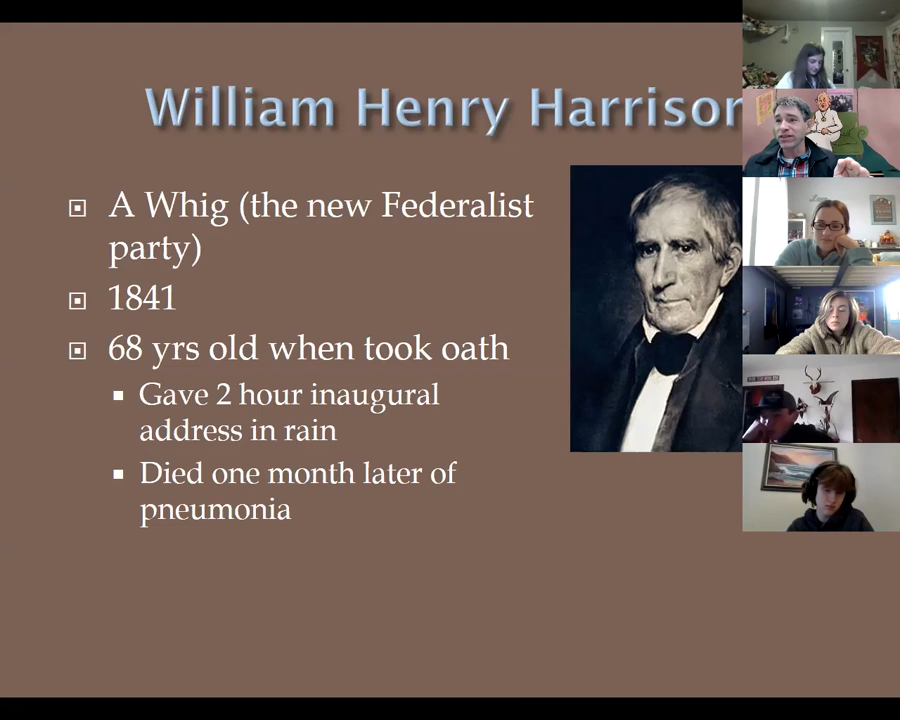 William Henry Harrison
A Whig (the new Federalist
party)
1841
68 yrs old when took oath
Gave 2 hour inaugural
address in rain
Died one month later of
pneumonia